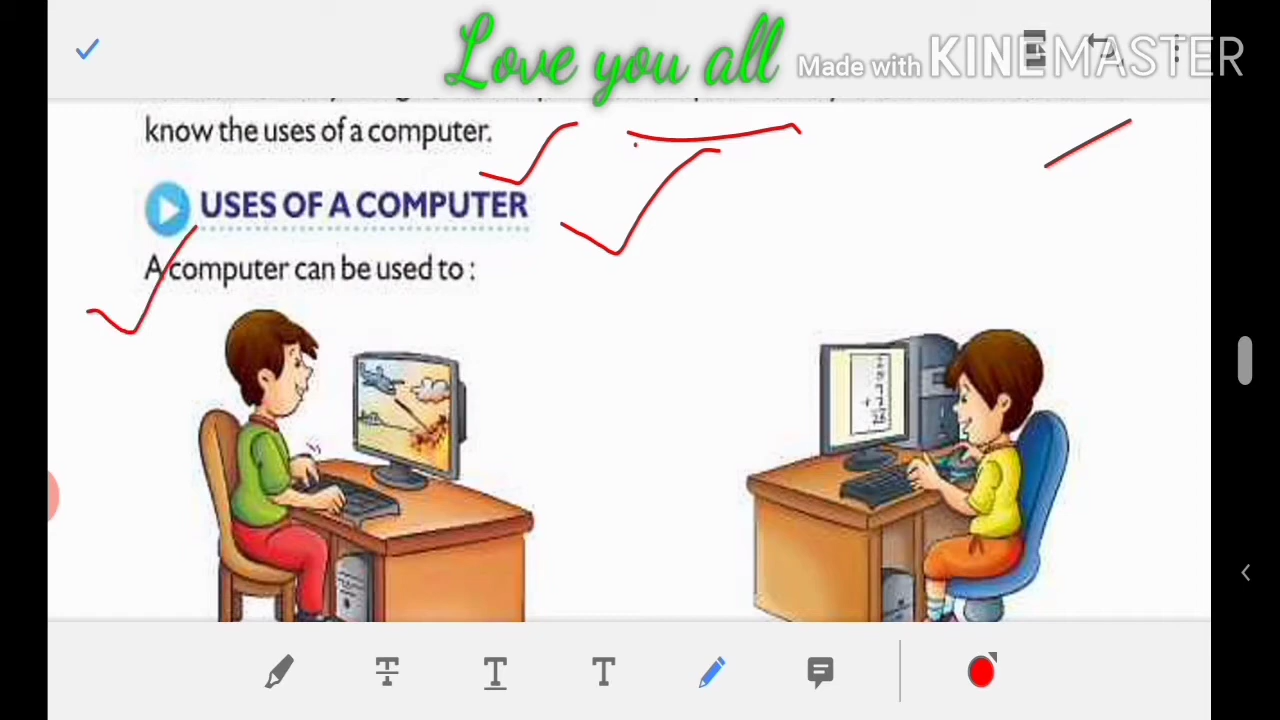 Love you all
Made with KINEMASTER
know the uses of a computer.
USES OF A COMPUTER
A computer can be used to :